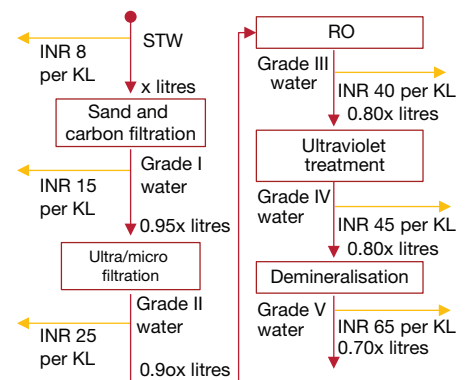 INR 8
per KL
STW
x litres
Sand and
carbon filtration
Grade I
water
INR 15
per KL
0.95x litres
Ultra/micro
filtration
Grade II
water
INR 25
per KL
0.9ox litres
RO
Grade III
water
INR 40 per KL
0.80x litres
Ultraviolet
treatment
Grade IV
water
INR 45 per KL
0.80x litres
Demineralisation
Grade V
water
INR 65 per KL
0.70x litres